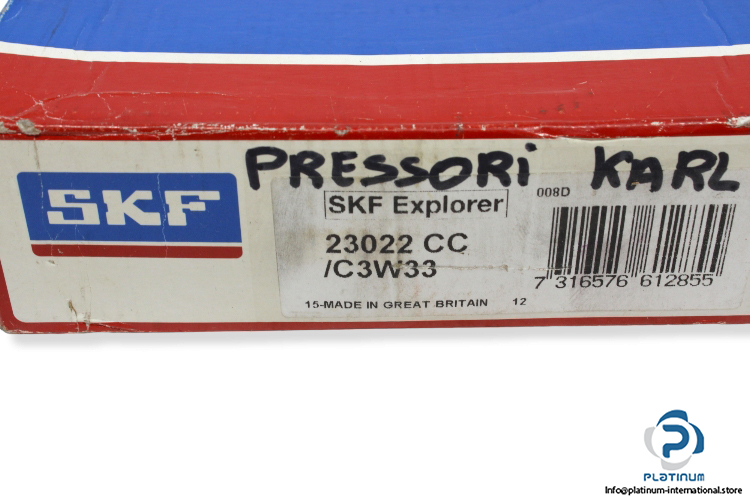 PRESSORi KARL
SKF
SKF Explorer
008D
23022 CC
/C3W33
7 316576 612855
15-MADE IN GREAT BRITAIN 12
PLATINUM
Info@platinum-international.store